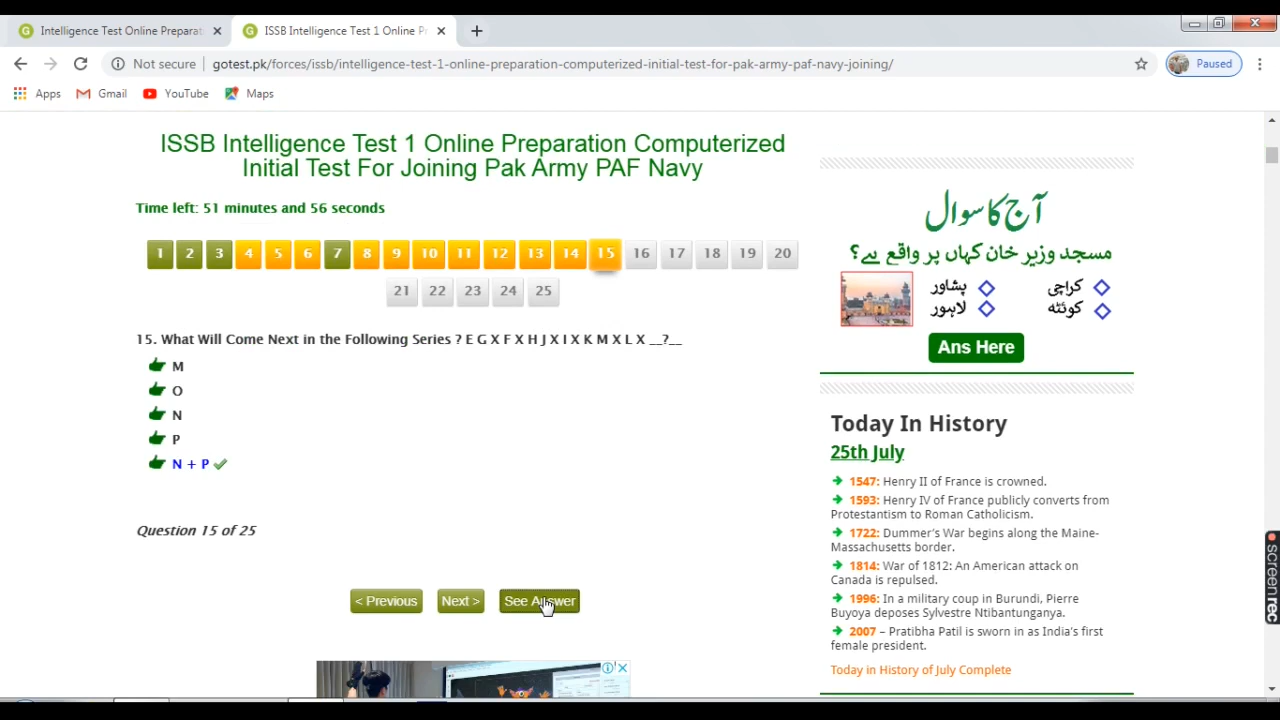 Intelligence Test Online Preparat
ISSB Intelligence Test 1 Online P
Not secure
gotest.pk/forces/issb/intelligence-test-1-online-preparation-computerized-initial-test-for-pak-army-paf-navy-joining/
Paused
Apps
Gmail
YouTube
Maps
ISSB Intelligence Test 1 Online Preparation Computerized
Initial Test For Joining Pak Army PAF Navy
Time left: 51 minutes and 56 seconds
1 2 3 4 5 6 7 8 9 10 11 12 13 14 15 16 17 18 19 20
21 22 23 24 25
15. What Will Come Next in the Following Series ? E G X F X H J X I X K M X L X __?__
M
O
N
P
N + P
Question 15 of 25
< Previous
Next >
See Answer
آج کا سوال
مسجد وزیر خان کہاں پر واقع ہے؟
کراچی پشاور
کوئٹہ لاہور
Ans Here
Today In History
25th July
1547: Henry II of France is crowned.
1593: Henry IV of France publicly converts from
Protestantism to Roman Catholicism.
1722: Dummer's War begins along the Maine-
Massachusetts border.
1814: War of 1812: An American attack on
Canada is repulsed.
1996: In a military coup in Burundi, Pierre
Buyoya deposes Sylvestre Ntibantunganya.
2007 – Pratibha Patil is sworn in as India's first
female president.
Today in History of July Complete
screenrec